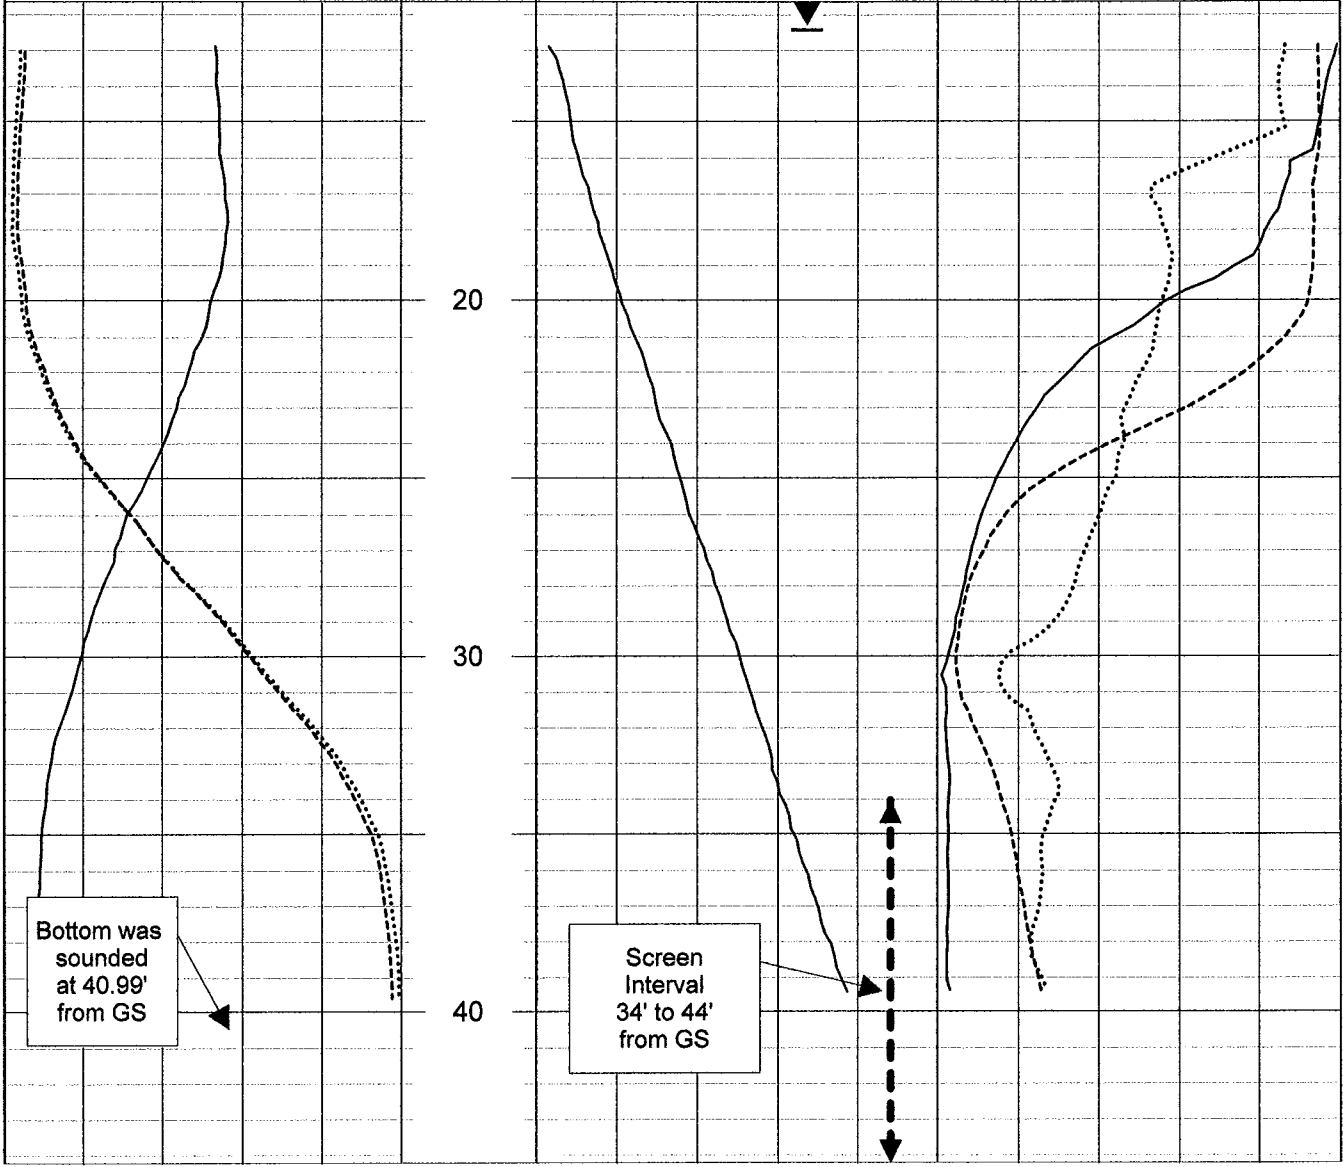 20
30
40
Bottom was
sounded
at 40.99'
from GS
Screen
Interval
34' to 44'
from GS